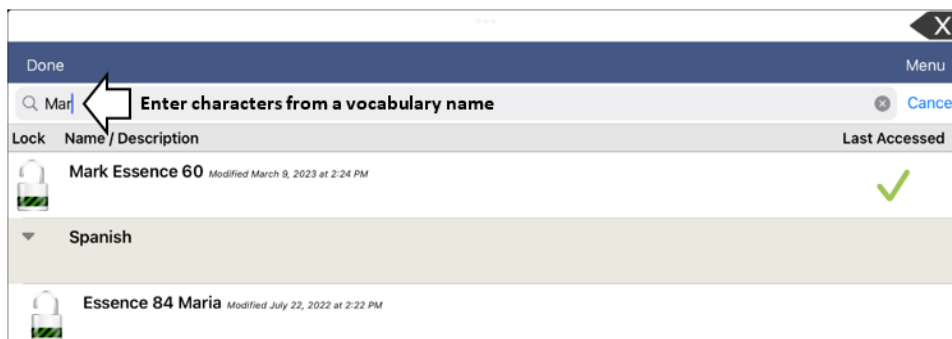 X
Done Menu
Mar Enter characters from a vocabulary name Cance
Lock Name / Description Last Accessed
Mark Essence 60 Modified March 9, 2023 at 2:24 PM
Spanish
Essence 84 Maria Modified July 22, 2022 at 2:22 PM